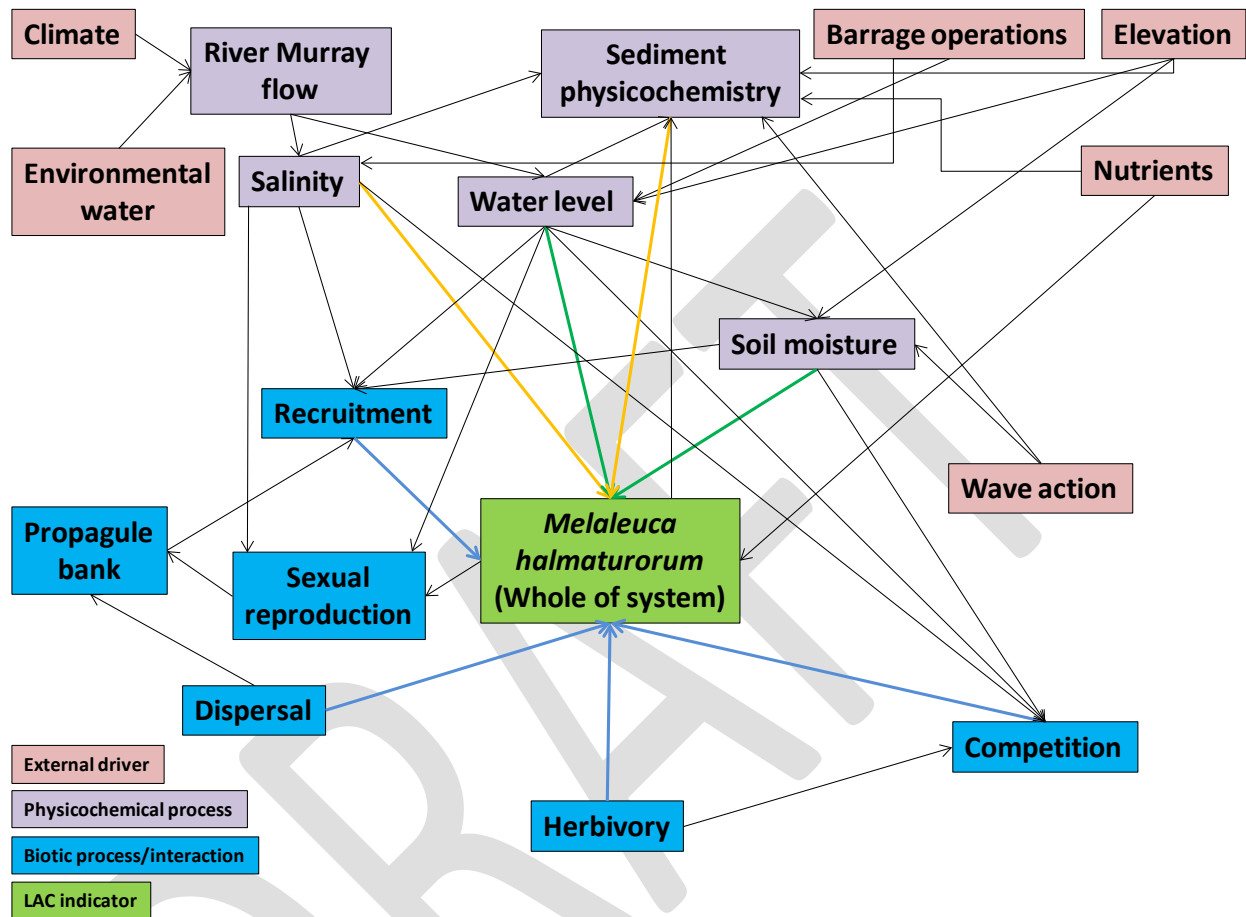 Climate
River Murray
flow
Sediment
physicochemistry
Barrage operations
Elevation
Environmental
water
Salinity
Water level
Nutrients
Soil moisture
Recruitment
Wave action
Propagule
bank
Sexual
reproduction
Melaleuca
halmaturorum
(Whole of system)
Dispersal
Competition
Herbivory
External driver
Physicochemical process
Biotic process/interaction
LAC indicator
DRAFT